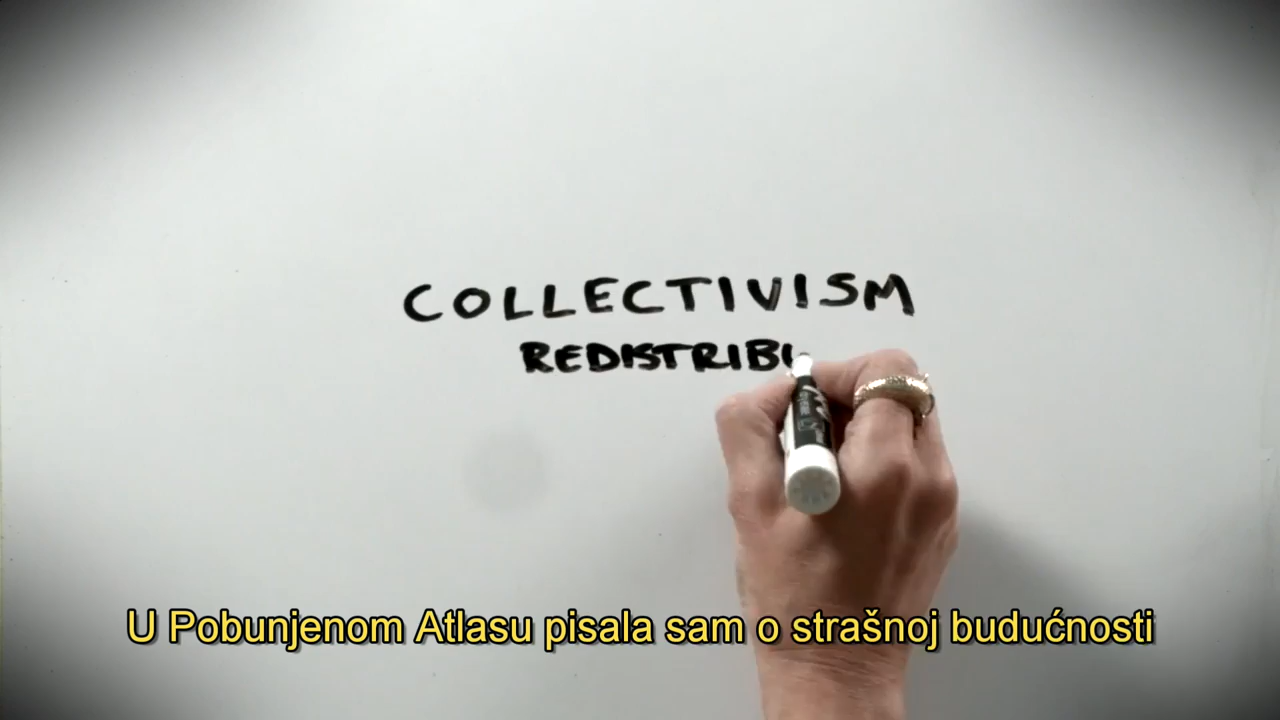 COLLECTIVISM
REDISTRIBU
U Pobunjenom Atlasu pisala sam o strašnoj budućnosti